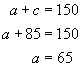 a + c = 150
a + 85 = 150
a = 65